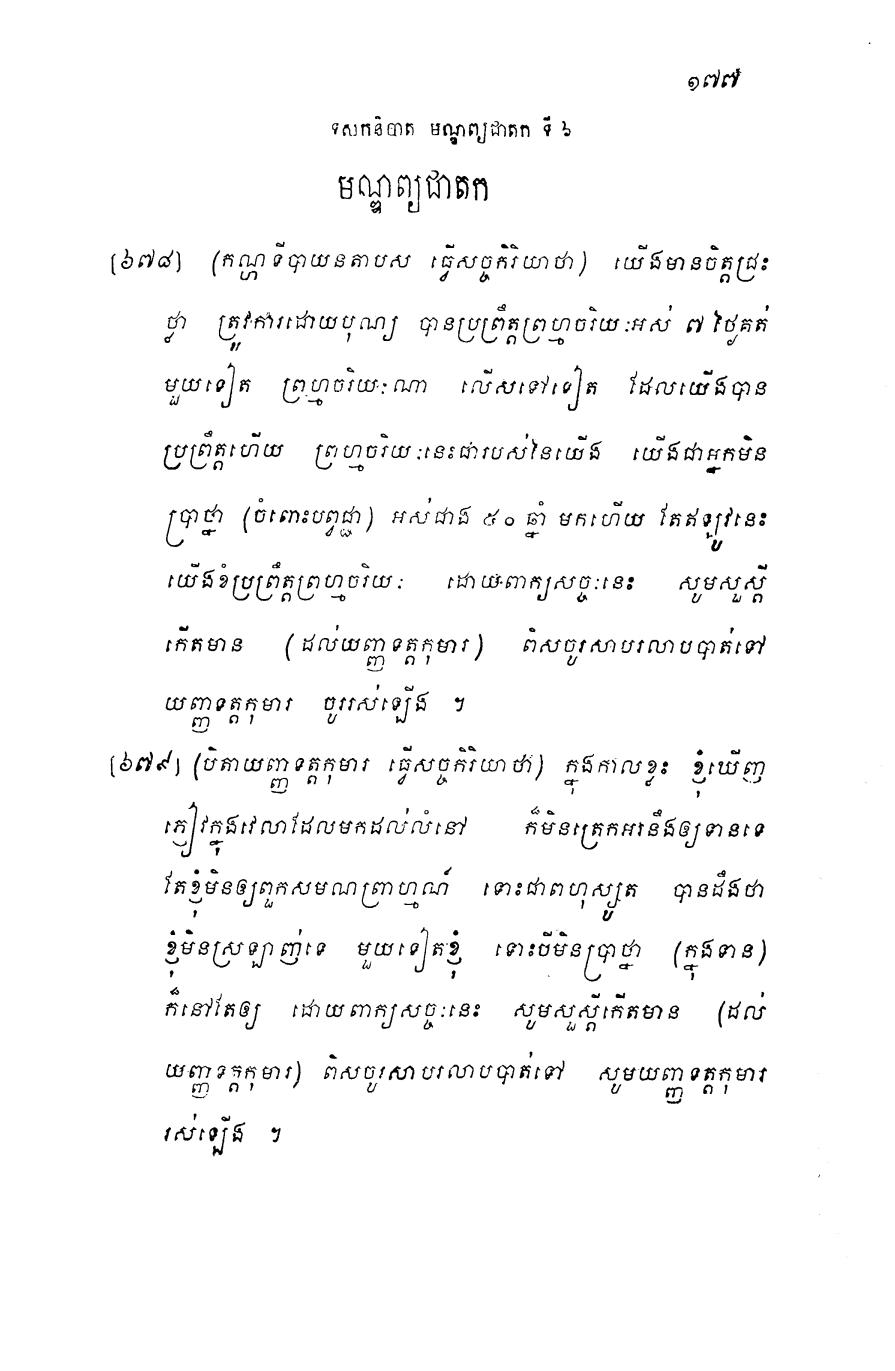 ១៧៧
ទសកនិបាត មណ្ឌព្យជាតក ទី ៦
មណ្ឌព្យជាតក
[៦៧៨] (កណ្ហទីបាយនតាបស ធ្វើសច្ចកិរិយាថា) យើងមានចិត្តជ្រះ
ថ្លា ត្រូវការដោយបុណ្យ បានប្រព្រឹត្តព្រហ្មចរិយៈអស់ ៧ ថ្ងៃគត់
មួយទៀត ព្រហ្មចរិយៈណា លើសទៅទៀត ដែលយើងបាន
ប្រព្រឹត្តហើយ ព្រហ្មចរិយៈនេះជារបស់នៃយើង យើងជាអ្នកមិន
ប្រាថ្នា (ចំពោះបព្វជ្ជា) អស់ជាង ៥០ ឆ្នាំ មកហើយ តែឥឡូវនេះ
យើងខំប្រព្រឹត្តព្រហ្មចរិយៈ ដោយពាក្យសច្ចៈនេះ សូមសួស្តី
កើតមាន (ដល់យញ្ញទត្តកុមារ) ពិសចូរសាបរលាបបាត់ទៅ
យញ្ញទត្តកុមារ ចូររស់ឡើង ។
[៦៧៩] (បិតាយញ្ញទត្តកុមារ ធ្វើសច្ចកិរិយាថា) ក្នុងកាលខ្លះ ខ្ញុំឃើញ
ភ្ញៀវក្នុងវេលាដែលមកដល់លំនៅ ក៏មិនត្រេកអរនឹងឲ្យទានទេ
តែខ្ញុំមិនឲ្យពួកសមណព្រាហ្មណ៍ ទោះជាពហុស្សូត បានដឹងថា
ខ្ញុំមិនស្រឡាញ់ទេ មួយទៀតខ្ញុំ ទោះបីមិនប្រាថ្នា (ក្នុងទាន)
ក៏នៅតែឲ្យ ដោយពាក្យសច្ចៈនេះ សូមសួស្តីកើតមាន (ដល់
យញ្ញទត្តកុមារ) ពិសចូរសាបរលាបបាត់ទៅ សូមយញ្ញទត្តកុមារ
រស់ឡើង ។